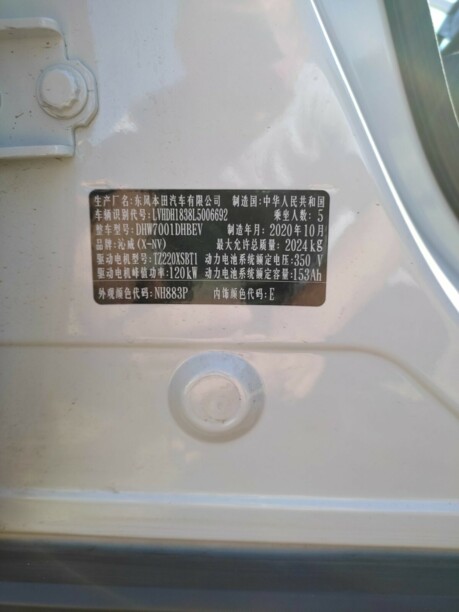 生产厂名:东风本田汽车有限公司 制造国:中华人民共和国
车辆识别代号:LVHDH1838L5006692 乘坐人数:5
整车型号:DHW7001DHBEV 制造年月:2020年10月
品牌:沁威(X-NV) 最大允许总质量:2024kg
驱动电机型号:TZ220XSBT1 动力电池系统额定电压:350V
驱动电机峰值功率:120kW 动力电池系统额定容量:153Ah
外观颜色代码:NH883P 内饰颜色代码:E